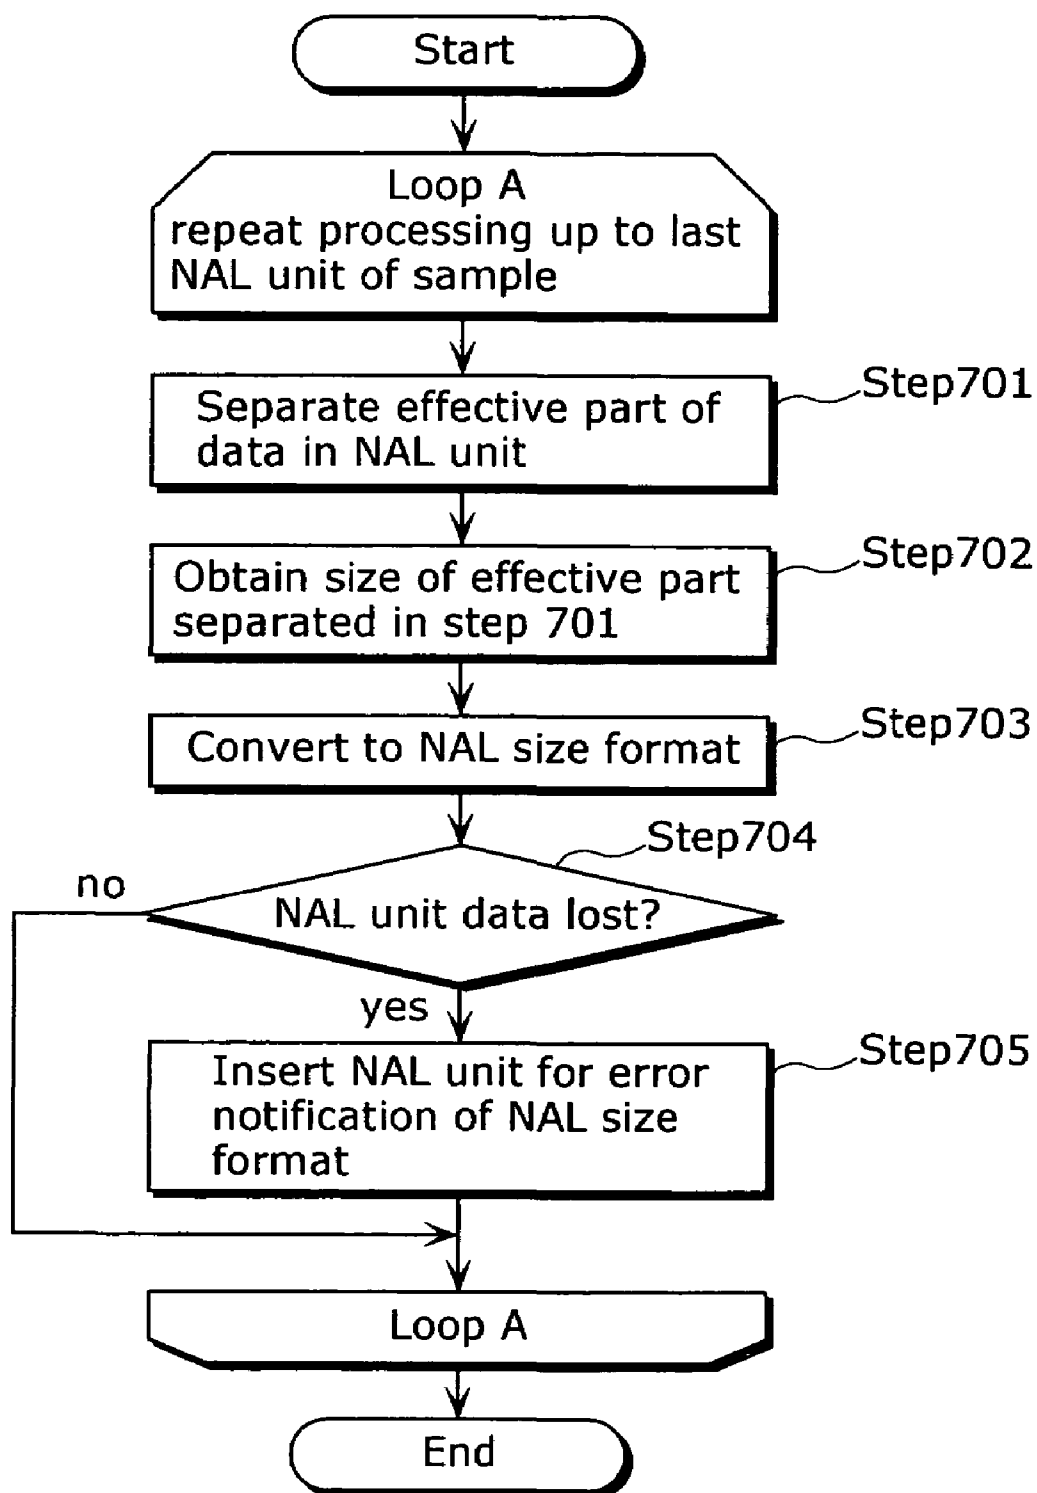 Start
Loop A
repeat processing up to last
NAL unit of sample
Step701
Separate effective part of
data in NAL unit
Step702
Obtain size of effective part
separated in step 701
Step703
Convert to NAL size format
Step704
no
NAL unit data lost?
yes
Step705
Insert NAL unit for error
notification of NAL size
format
Loop A
End